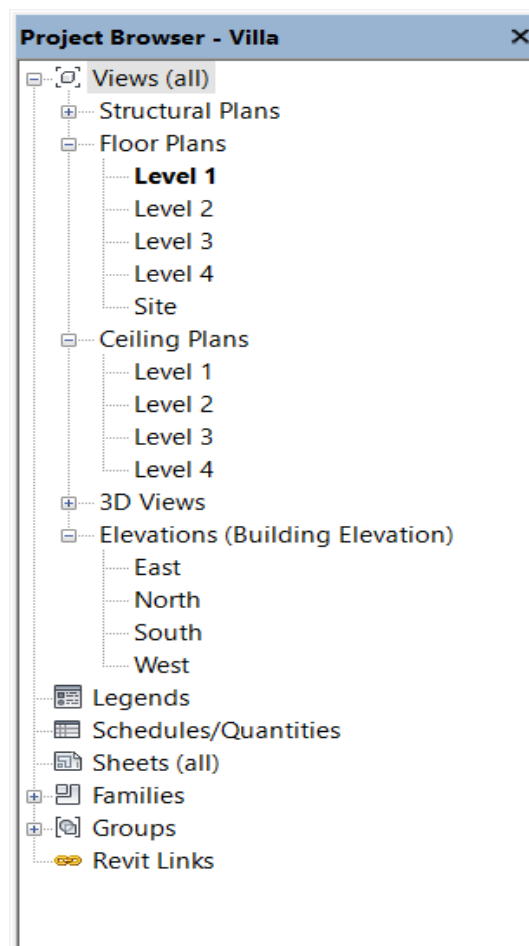 Project Browser - Villa
Views (all)
Structural Plans
Floor Plans
Level 1
Level 2
Level 3
Level 4
Site
Ceiling Plans
Level 1
Level 2
Level 3
Level 4
3D Views
Elevations (Building Elevation)
East
North
South
West
Legends
Schedules/Quantities
Sheets (all)
Families
Groups
Revit Links